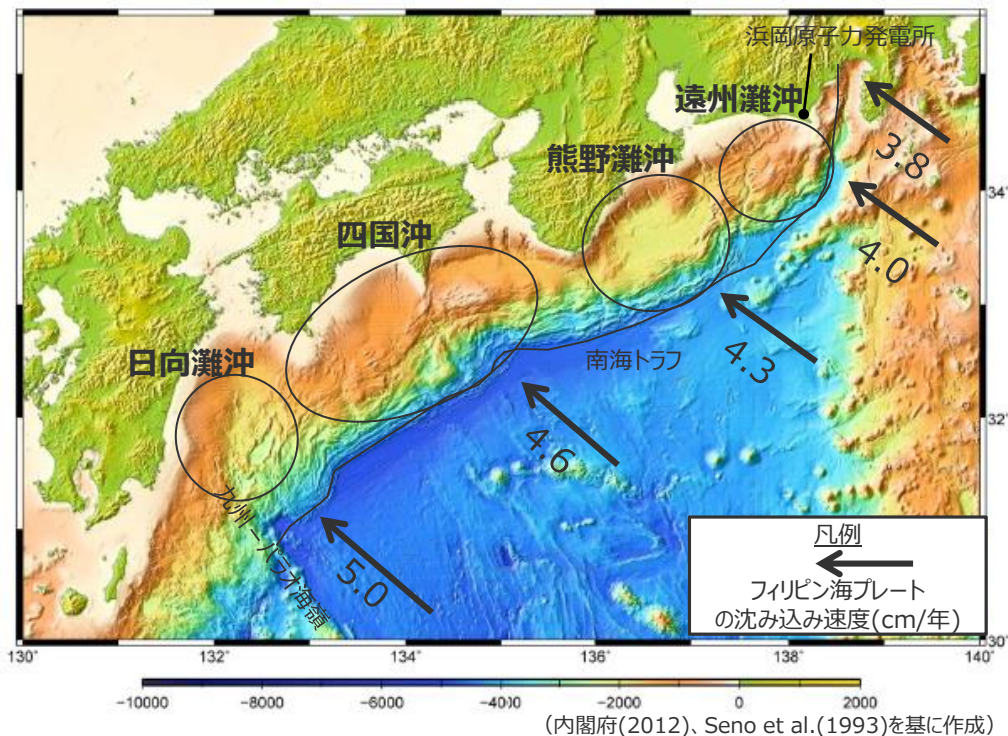 浜岡原子力発電所
遠州灘沖
熊野灘沖
四国沖
日向灘沖
3.8
4.0
4.3
4.6
5.0
南海トラフ
九州－パラオ海嶺
凡例
フィリピン海プレート
の沈み込み速度(cm/年)
34°
32°
30°
130°
132°
134°
136°
138°
140°
−10000
−8000
−6000
−4000
−2000
0
2000
（内閣府(2012)、Seno et al.(1993)を基に作成）